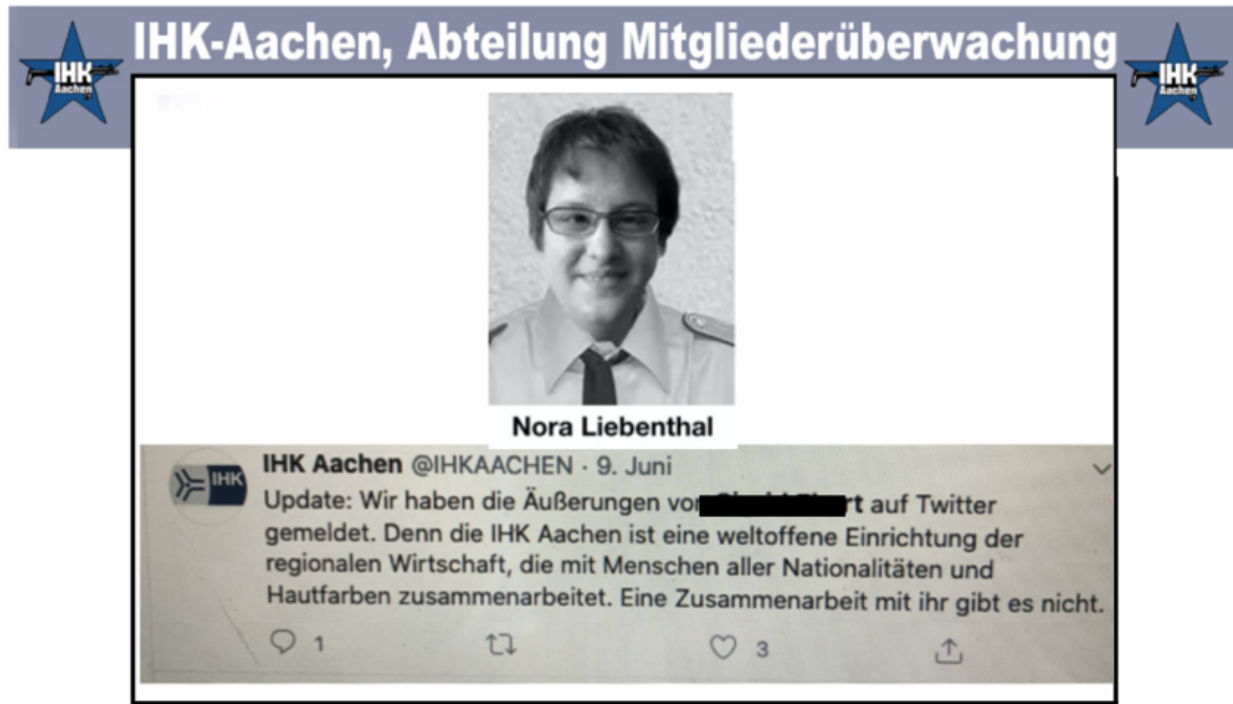 IHK-Aachen, Abteilung Mitgliederüberwachung
IHK
Aachen
IHK
Aachen
Nora Liebenthal
IHK
IHK Aachen @IHKAACHEN · 9. Juni
Update: Wir haben die Äußerungen von auf Twitter
gemeldet. Denn die IHK Aachen ist eine weltoffene Einrichtung der
regionalen Wirtschaft, die mit Menschen aller Nationalitäten und
Hautfarben zusammenarbeitet. Eine Zusammenarbeit mit ihr gibt es nicht.
1
3